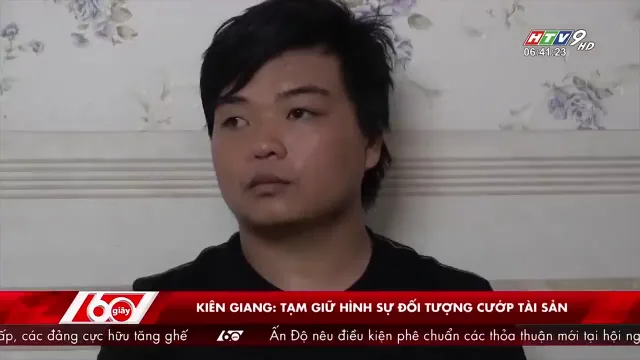 HTV9 HD
06:41:23
60 giây
KIÊN GIANG: TẠM GIỮ HÌNH SỰ ĐỐI TƯỢNG CƯỚP TÀI SẢN
ấp, các đảng cực hữu tăng ghế 60 Ấn Độ nêu điều kiện phê chuẩn các thỏa thuận mới tại hội ng